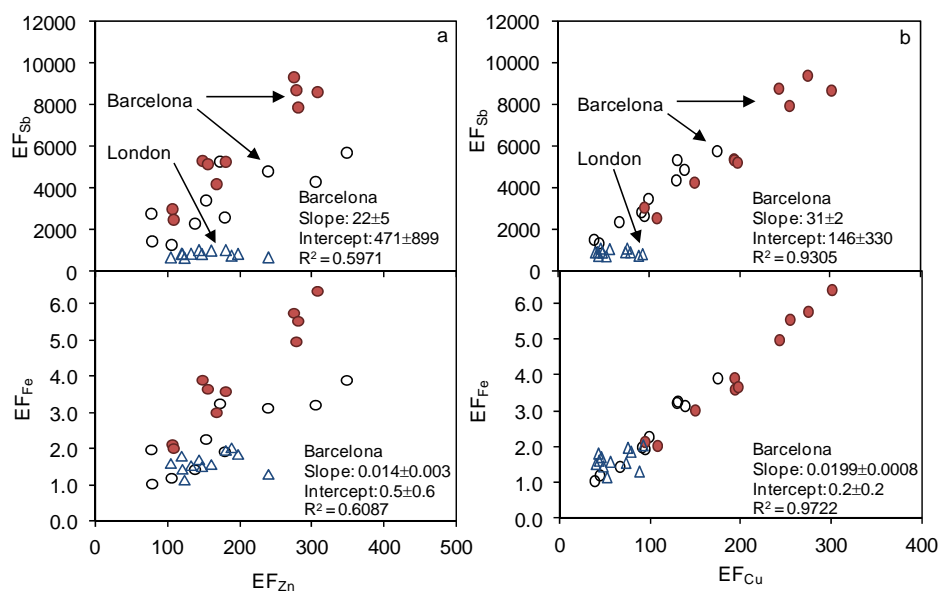 12000
10000
8000
6000
4000
2000
0
EFSb
a
Barcelona
London
Barcelona
Slope: 22±5
Intercept: 471±899
R² = 0.5971
6.0
5.0
4.0
3.0
2.0
1.0
0.0
EFFe
Barcelona
Slope: 0.014±0.003
Intercept: 0.5±0.6
R² = 0.6087
0 100 200 300 400 500
EFZn
12000
10000
8000
6000
4000
2000
0
EFSb
b
Barcelona
London
Barcelona
Slope: 31±2
Intercept: 146±330
R² = 0.9305
6.0
5.0
4.0
3.0
2.0
1.0
0.0
EFFe
Barcelona
Slope: 0.0199±0.0008
Intercept: 0.2±0.2
R² = 0.9722
0 100 200 300 400
EFCu